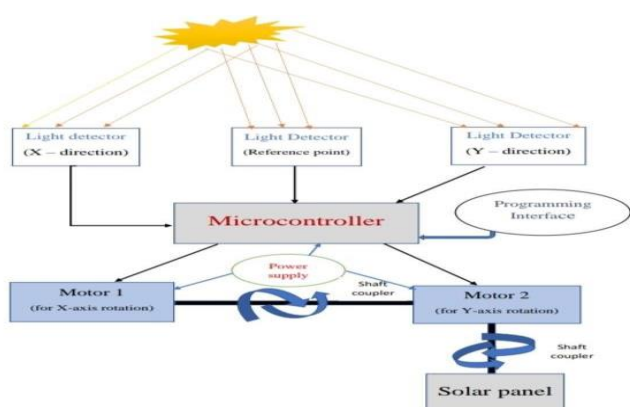 Light detector
(X – direction)
Light Detector
(Reference point)
Light Detector
(Y – direction)
Microcontroller
Programming
Interface
Power
supply
Motor 1
(for X-axis rotation)
Shaft
coupler
Motor 2
(for Y-axis rotation)
Shaft
coupler
Solar panel